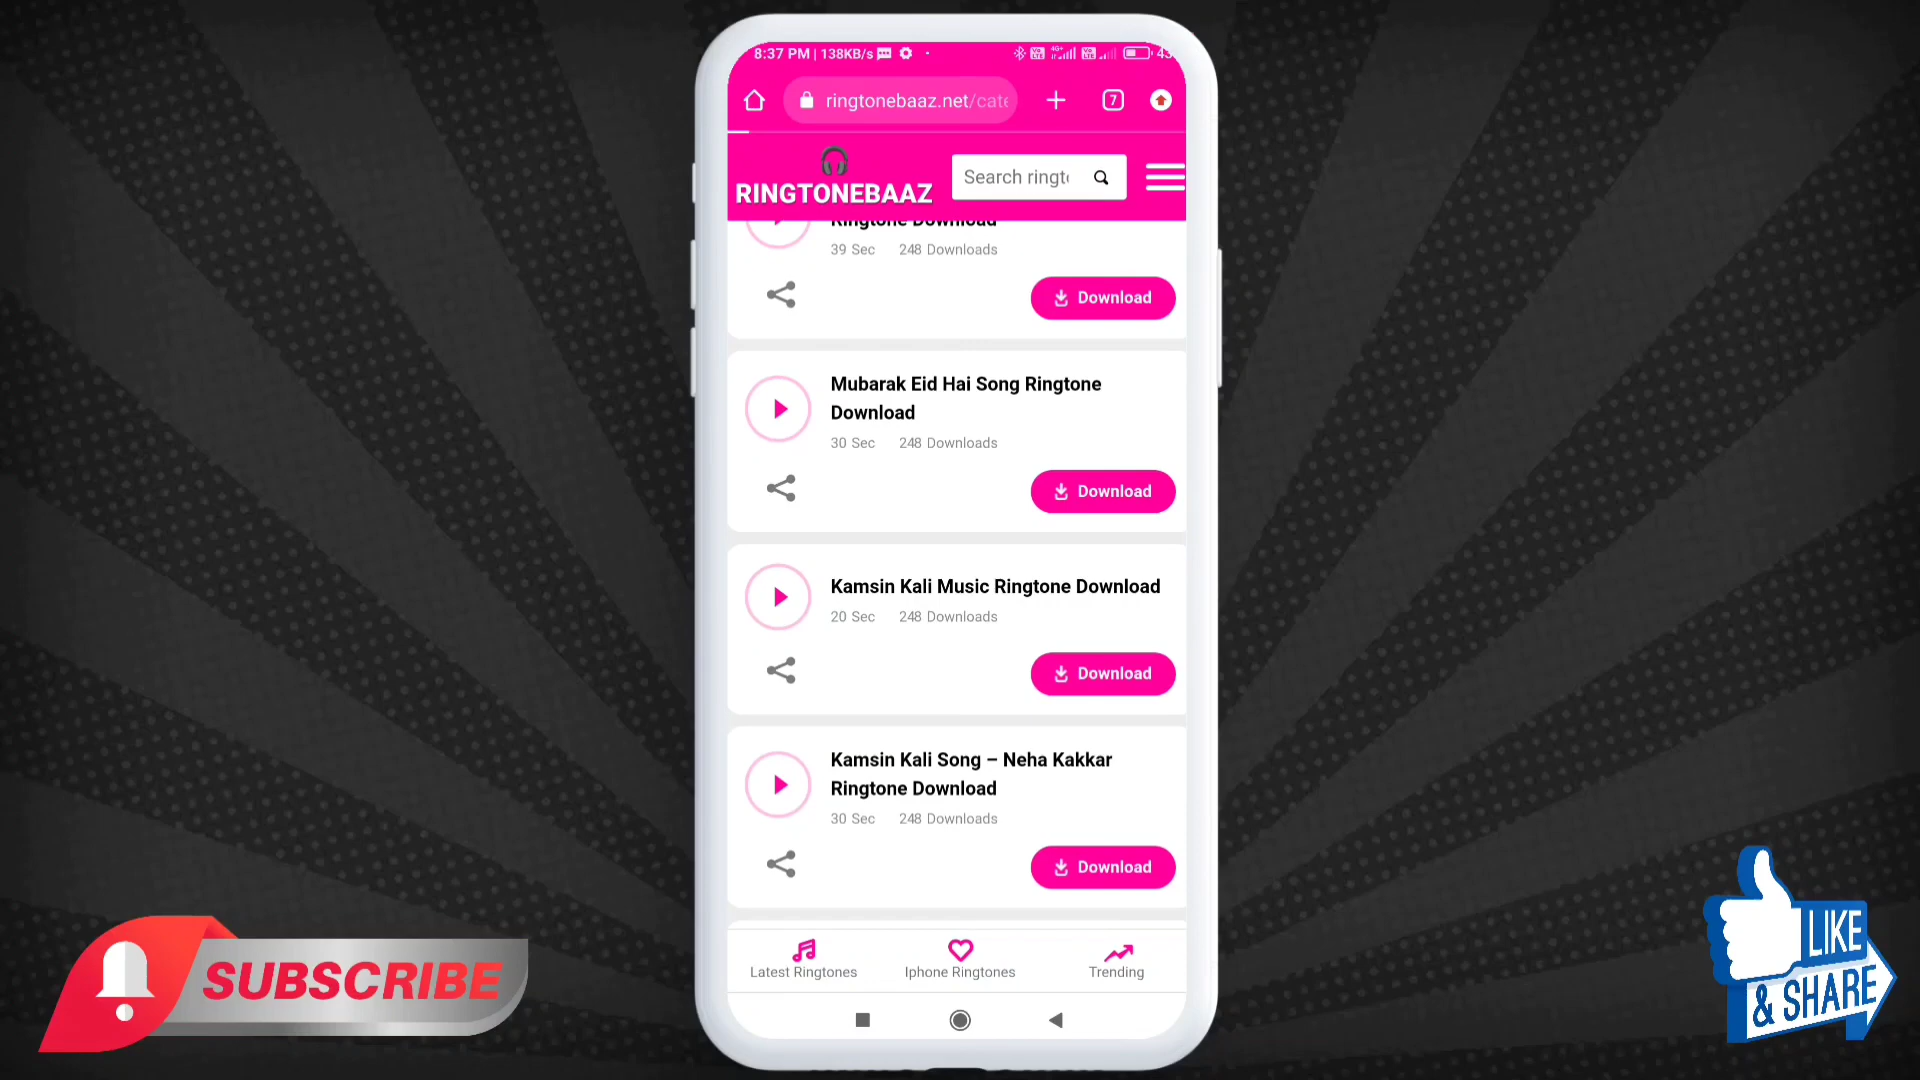 8:37 PM | 138KB/s
ringtonebaaz.net/cate
7
RINGTONEBAAZ
Search ringt
Ringtone Download
39 Sec 248 Downloads
Download
Mubarak Eid Hai Song Ringtone
Download
30 Sec 248 Downloads
Download
Kamsin Kali Music Ringtone Download
20 Sec 248 Downloads
Download
Kamsin Kali Song – Neha Kakkar
Ringtone Download
30 Sec 248 Downloads
Download
Latest Ringtones
Iphone Ringtones
Trending
SUBSCRIBE
LIKE
& SHARE